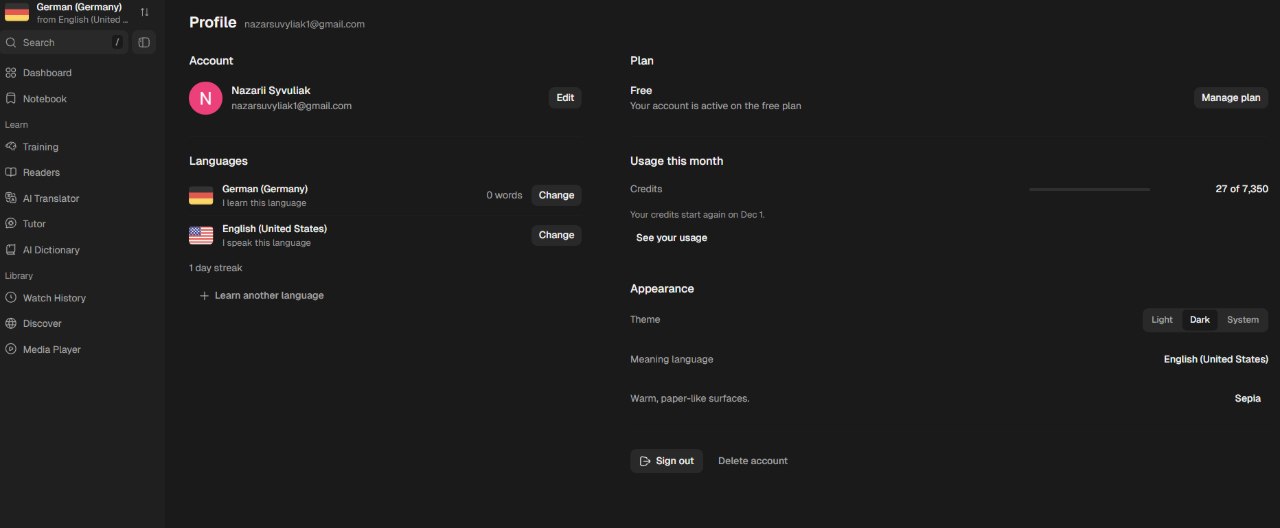 German (Germany)
from English (United ...
Search /
Dashboard
Notebook
Learn
Training
Readers
AI Translator
Tutor
AI Dictionary
Library
Watch History
Discover
Media Player
Profile nazarsuvyliak1@gmail.com
Account
N
Nazarii Syvuliak
nazarsuvyliak1@gmail.com
Edit
Languages
German (Germany)
I learn this language
0 words
Change
English (United States)
I speak this language
Change
1 day streak
+ Learn another language
Plan
Free
Your account is active on the free plan
Manage plan
Usage this month
Credits 27 of 7,350
Your credits start again on Dec 1.
See your usage
Appearance
Theme Light Dark System
Meaning language English (United States)
Warm, paper-like surfaces. Sepia
Sign out Delete account